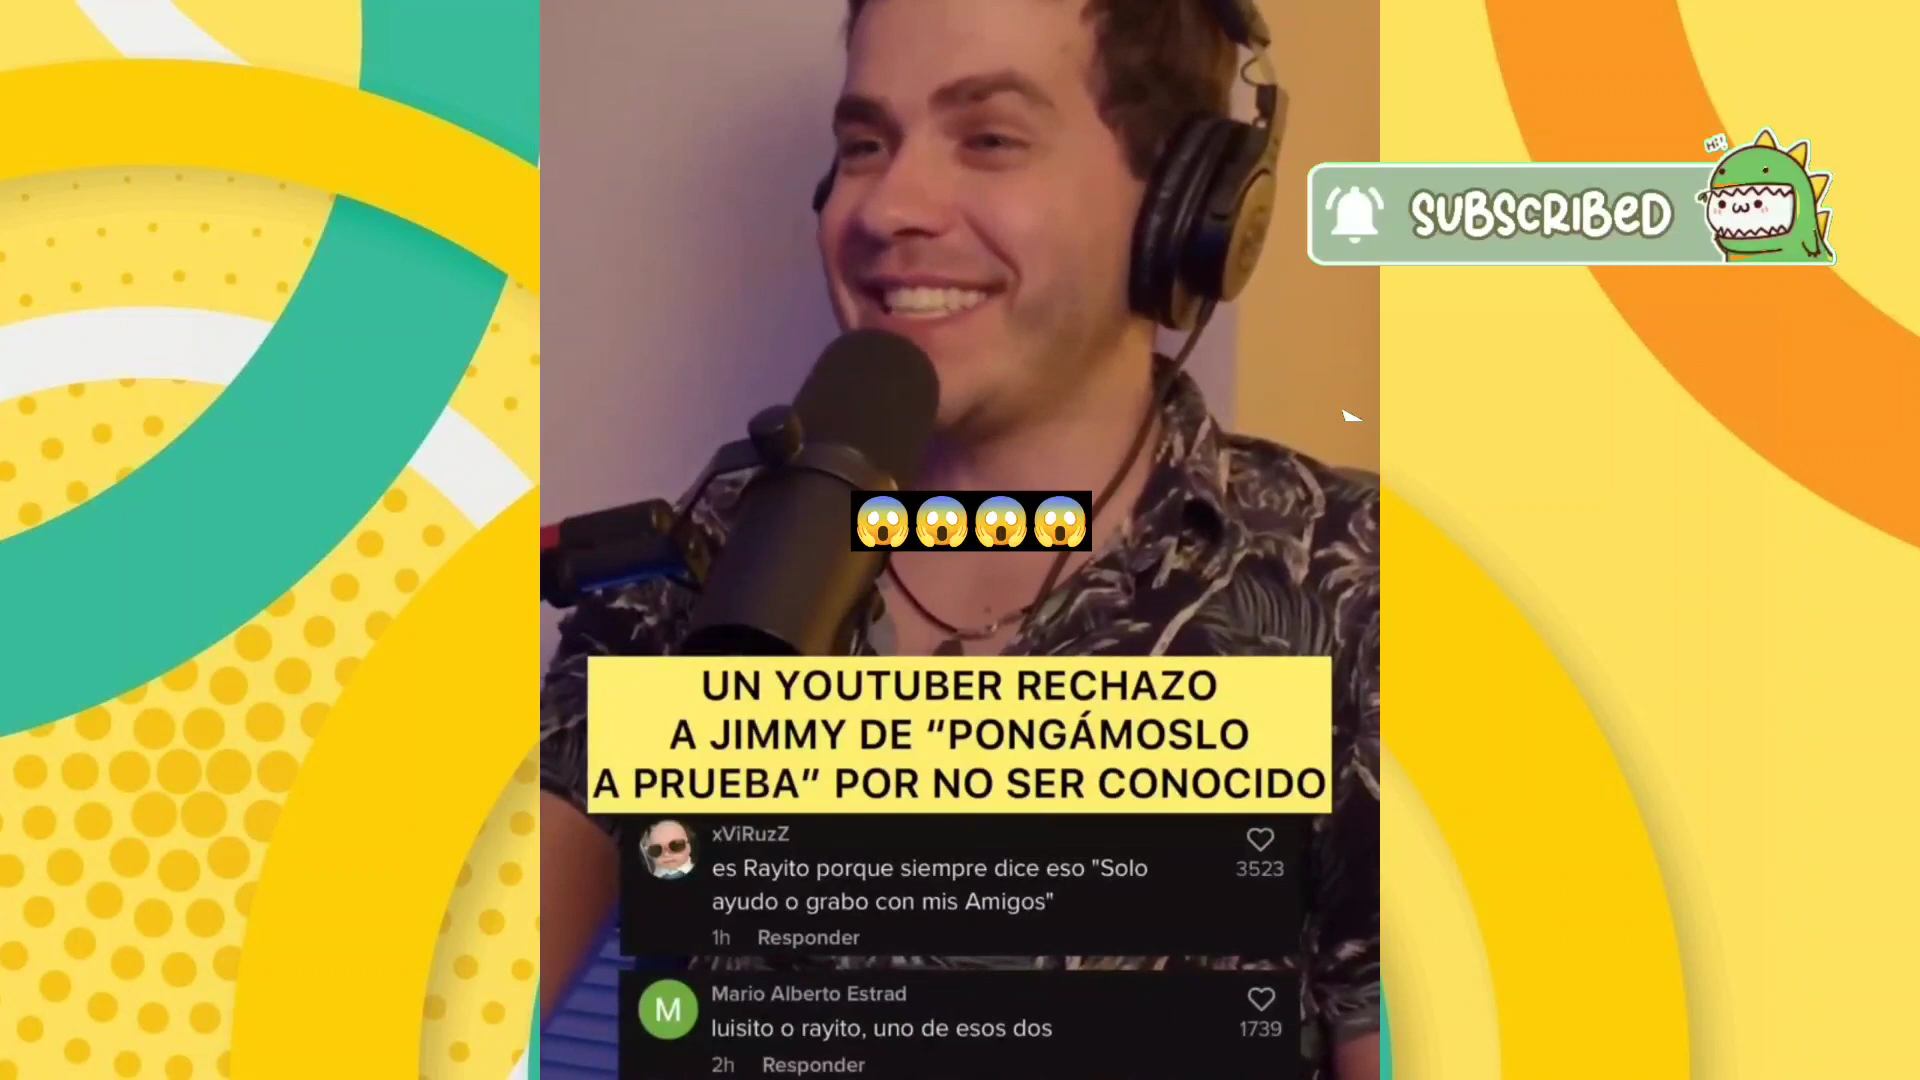 Hi!
SUBSCRIBED
UN YOUTUBER RECHAZO
A JIMMY DE “PONGÁMOSLO
A PRUEBA” POR NO SER CONOCIDO
xViRuzZ
es Rayito porque siempre dice eso "Solo
ayudo o grabo con mis Amigos"
3523
1h Responder
Mario Alberto Estrad
M
luisito o rayito, uno de esos dos
1739
2h Responder